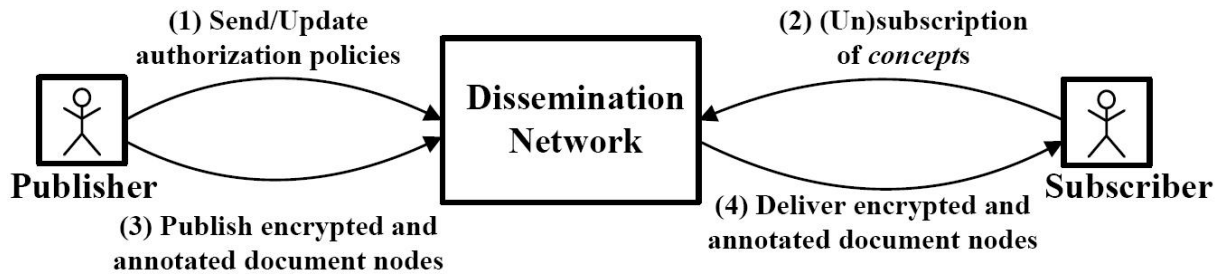 (1) Send/Update
authorization policies
(2) (Un)subscription
of concepts
Dissemination
Network
Publisher
Subscriber
(3) Publish encrypted and
annotated document nodes
(4) Deliver encrypted and
annotated document nodes